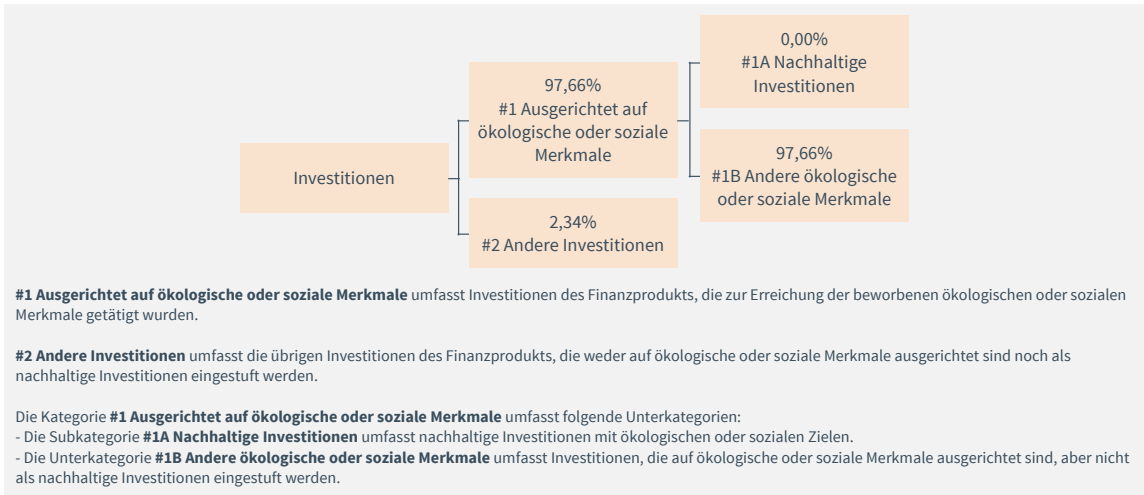 Investitionen
97,66%
#1 Ausgerichtet auf
ökologische oder soziale
Merkmale
2,34%
#2 Andere Investitionen
0,00%
#1A Nachhaltige
Investitionen
97,66%
#1B Andere ökologische
oder soziale Merkmale
#1 Ausgerichtet auf ökologische oder soziale Merkmale umfasst Investitionen des Finanzprodukts, die zur Erreichung der beworbenen ökologischen oder sozialen
Merkmale getätigt wurden.
#2 Andere Investitionen umfasst die übrigen Investitionen des Finanzprodukts, die weder auf ökologische oder soziale Merkmale ausgerichtet sind noch als
nachhaltige Investitionen eingestuft werden.
Die Kategorie #1 Ausgerichtet auf ökologische oder soziale Merkmale umfasst folgende Unterkategorien:
- Die Subkategorie #1A Nachhaltige Investitionen umfasst nachhaltige Investitionen mit ökologischen oder sozialen Zielen.
- Die Unterkategorie #1B Andere ökologische oder soziale Merkmale umfasst Investitionen, die auf ökologische oder soziale Merkmale ausgerichtet sind, aber nicht
als nachhaltige Investitionen eingestuft werden.